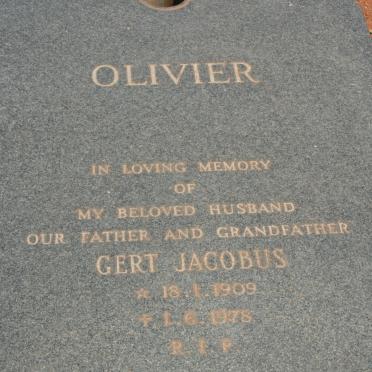 OLIVIER
IN LOVING MEMORY
OF
MY BELOVED HUSBAND
OUR FATHER AND GRANDFATHER
GERT JACOBUS
☆ 18.1.1909
✝ 1.6.1978
R I P